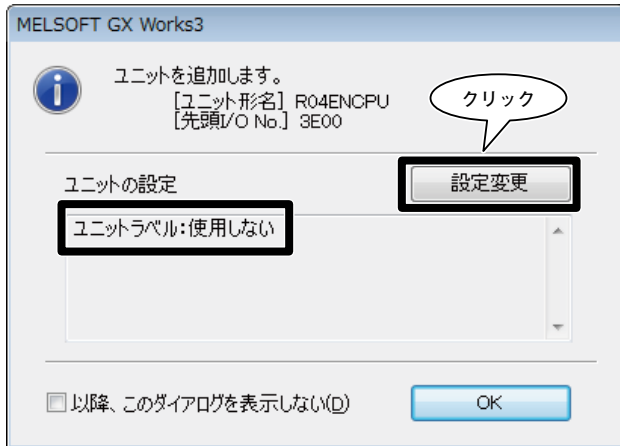 MELSOFT GX Works3
ユニットを追加します。
[ユニット形名] R04ENCPU
[先頭I/O No.] 3E00
クリック
ユニットの設定
設定変更
ユニットラベル:使用しない
以降、このダイアログを表示しない(D)
OK